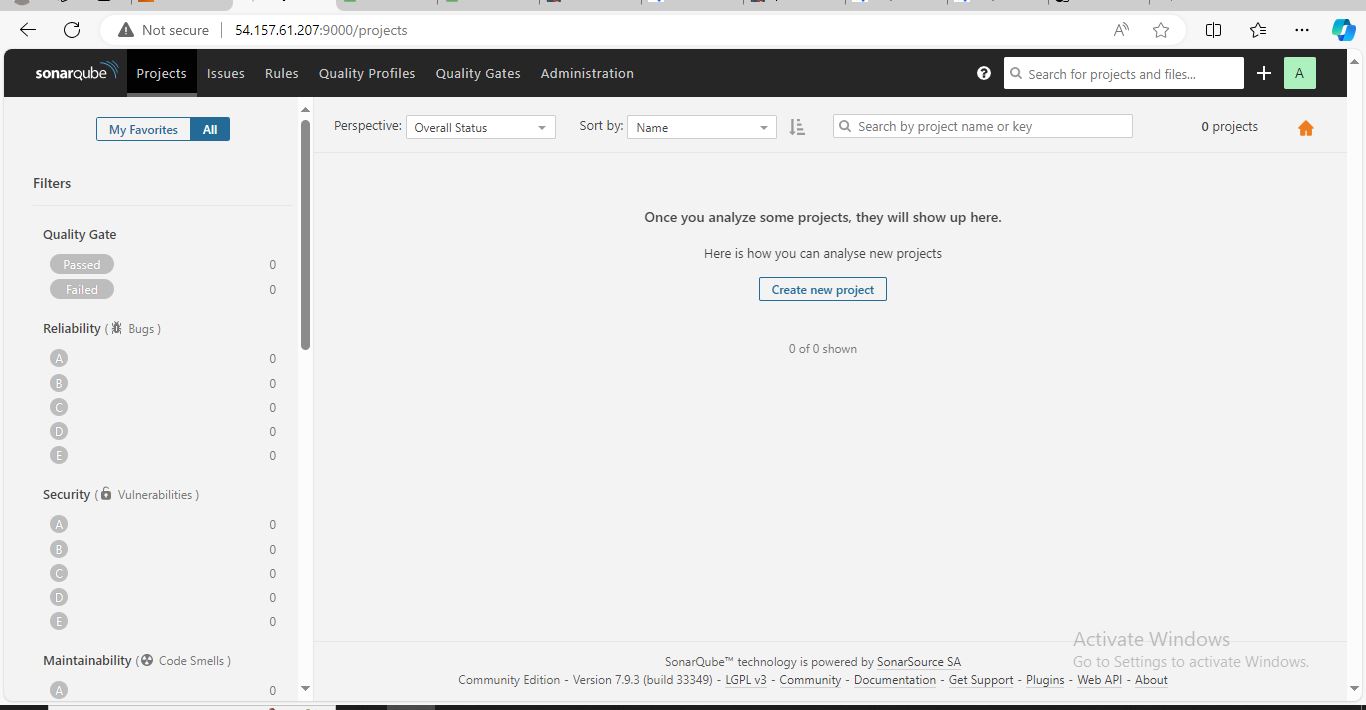 Not secure 54.157.61.207:9000/projects
sonarqube Projects Issues Rules Quality Profiles Quality Gates Administration Search for projects and files... A
My Favorites All
Perspective: Overall Status Sort by: Name Search by project name or key 0 projects
Filters
Once you analyze some projects, they will show up here.
Here is how you can analyse new projects
Create new project
0 of 0 shown
Quality Gate
Passed 0
Failed 0
Reliability ( Bugs )
A 0
B 0
C 0
D 0
E 0
Security ( Vulnerabilities )
A 0
B 0
C 0
D 0
E 0
Maintainability ( Code Smells )
A 0
Activate Windows
Go to Settings to activate Windows.
SonarQube™ technology is powered by SonarSource SA
Community Edition - Version 7.9.3 (build 33349) - LGPL v3 - Community - Documentation - Get Support - Plugins - Web API - About